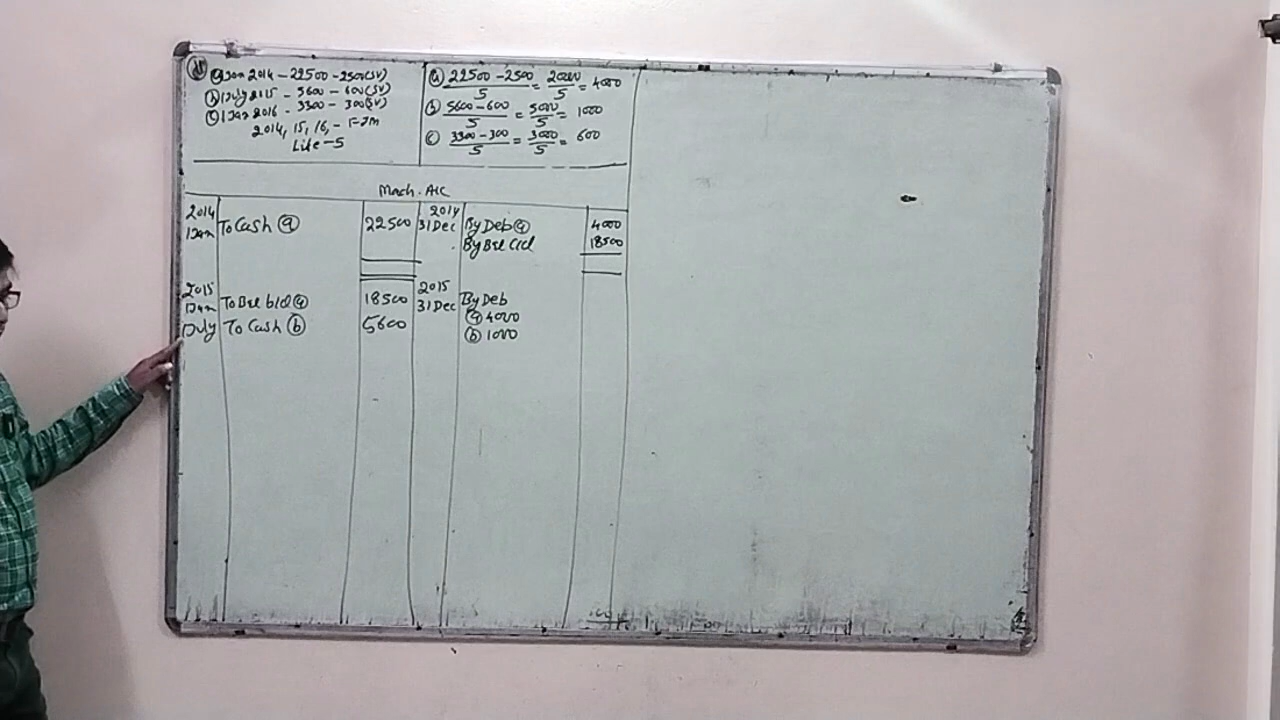 (a) 1 Jan 2014 - 22500 - 2500(SV)
(b) 1 July 2015 - 5600 - 600(SV)
(c) 1 Jan 2016 - 3300 - 300(SV)
2014, 15, 16, -
Life - 5
(a) 22500 - 2500 / 5 = 20000 / 5 = 4000
(b) 5600 - 600 / 5 = 5000 / 5 = 1000
(c) 3300 - 300 / 5 = 3000 / 5 = 600
Mach. A/C
2014 2014
1 Jan To Cash (a) 22500 31 Dec By Dep (a) 4000
By Bal c/d 18500
2015 2015
1 Jan To Bal b/d (a) 18500 31 Dec By Dep
(a) 4000
1 July To Cash (b) 5600
(b) 1000